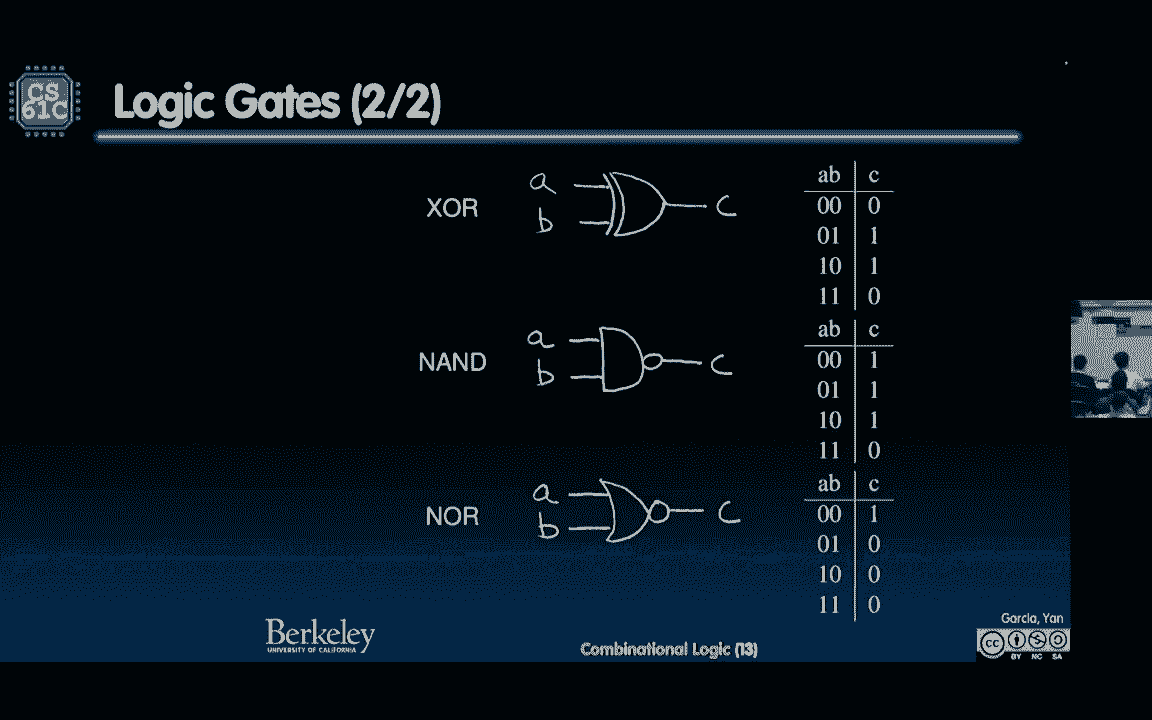 CS
61C
Logic Gates (2/2)
XOR
a
b
c
ab c
00 0
01 1
10 1
11 0
NAND
a
b
c
ab c
00 1
01 1
10 1
11 0
NOR
a
b
c
ab c
00 1
01 0
10 0
11 0
Berkeley
UNIVERSITY OF CALIFORNIA
Combinational Logic (13)
Garcia, Yan
cc
BY NC SA